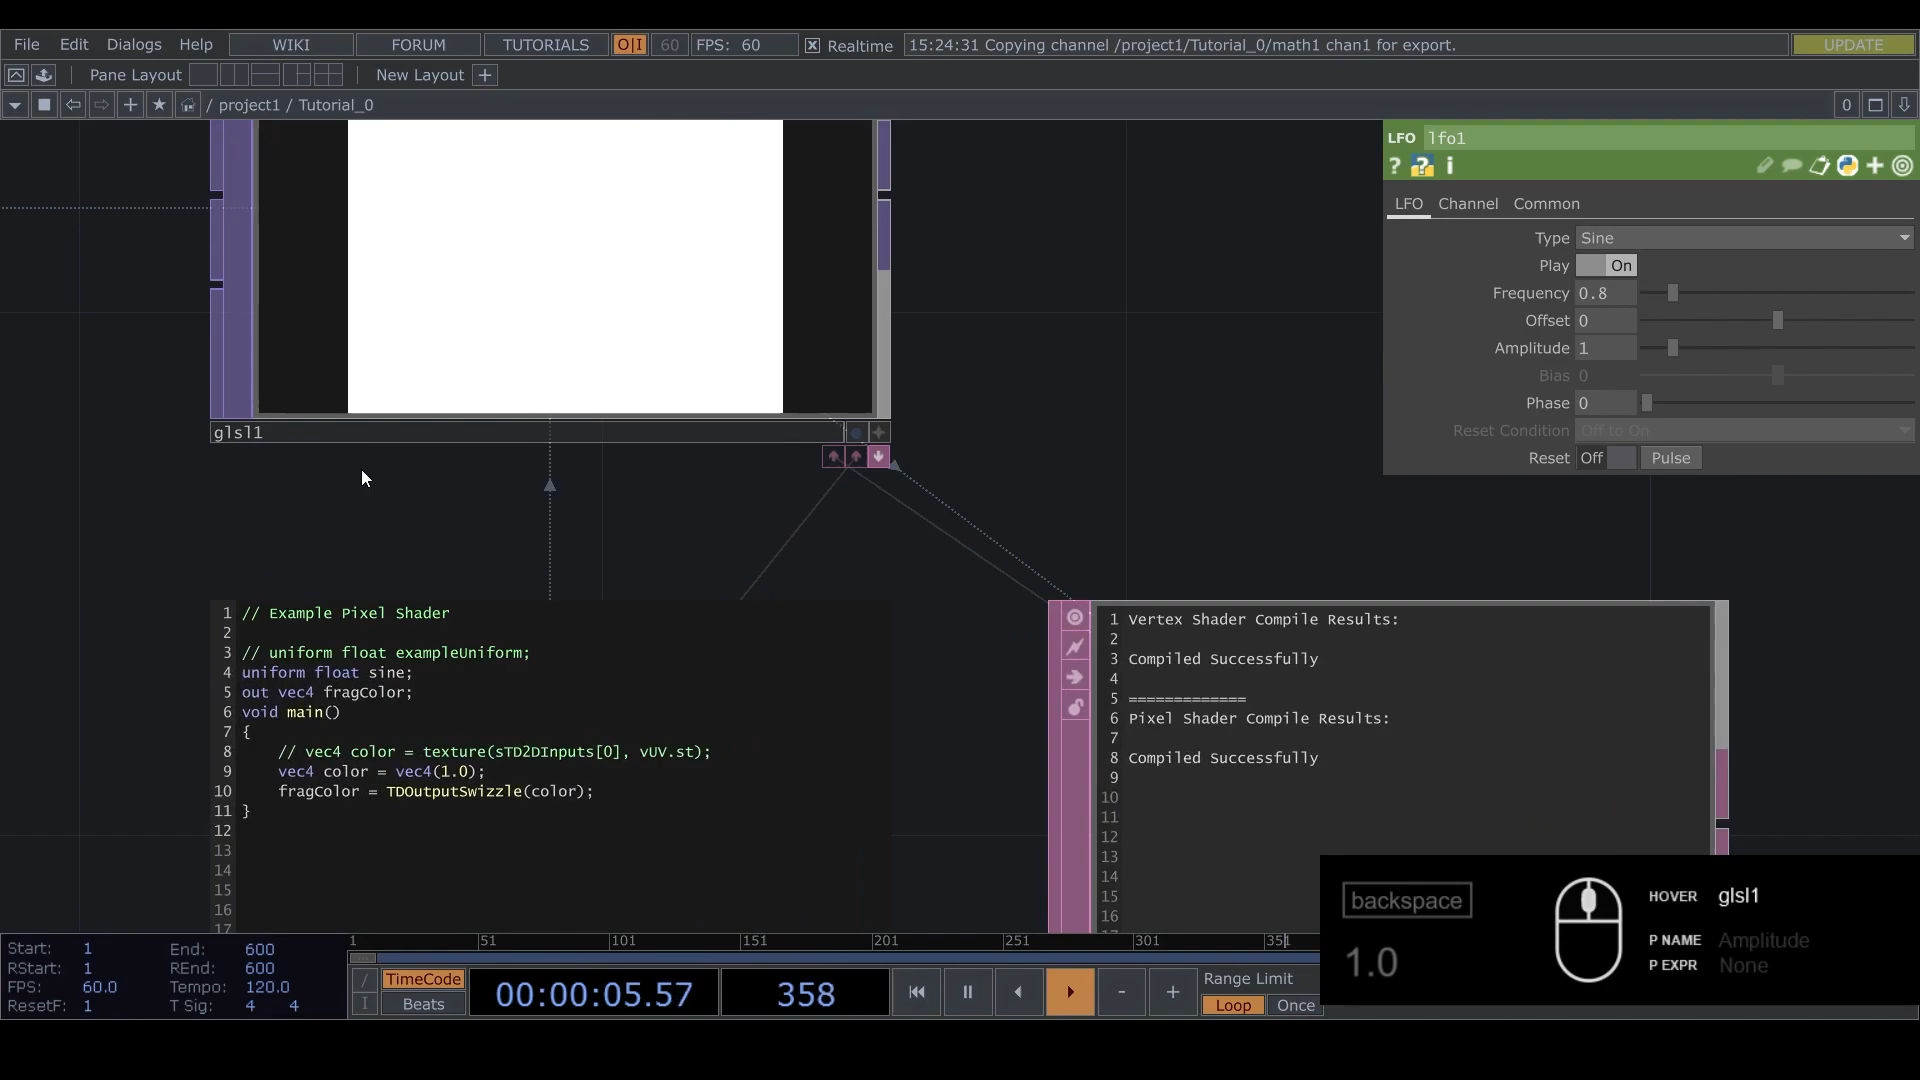 File Edit Dialogs Help WIKI FORUM TUTORIALS O|I 60 FPS: 60 Realtime 15:24:31 Copying channel /project1/Tutorial_0/math1 chan1 for export. UPDATE
Pane Layout New Layout +
/ project1 / Tutorial_0 0
LFO lfo1
? ? i
LFO Channel Common
Type Sine
Play On
Frequency 0.8
Offset 0
Amplitude 1
Bias 0
Phase 0
Reset Condition Off to On
Reset Off Pulse
glsl1
1 // Example Pixel Shader
2
3 // uniform float exampleUniform;
4 uniform float sine;
5 out vec4 fragColor;
6 void main()
7 {
8 // vec4 color = texture(sTD2DInputs[0], vUV.st);
9 vec4 color = vec4(1.0);
10 fragColor = TDOutputSwizzle(color);
11 }
12
13
14
15
16
17
1 Vertex Shader Compile Results:
2
3 Compiled Successfully
4
5 =============
6 Pixel Shader Compile Results:
7
8 Compiled Successfully
9
10
11
12
13
14
15
16
backspace
1.0
HOVER glsl1
P NAME Amplitude
P EXPR None
1 51 101 151 201 251 301 351
Start: 1 End: 600
RStart: 1 REnd: 600
FPS: 60.0 Tempo: 120.0
ResetF: 1 T Sig: 4 4
/ TimeCode
I Beats
00:00:05.57 358
- +
Range Limit
Loop Once